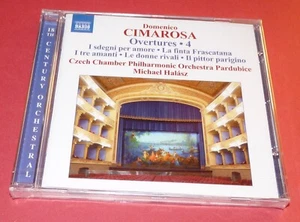 NAXOS
Domenico
CIMAROSA
Overtures • 4
I sdegni per amore • La finta Frascatana
I tre amanti • Le donne rivali • Il pittor parigino
Czech Chamber Philharmonic Orchestra Pardubice
Michael Halász
18TH CENTURY ORCHESTRAL